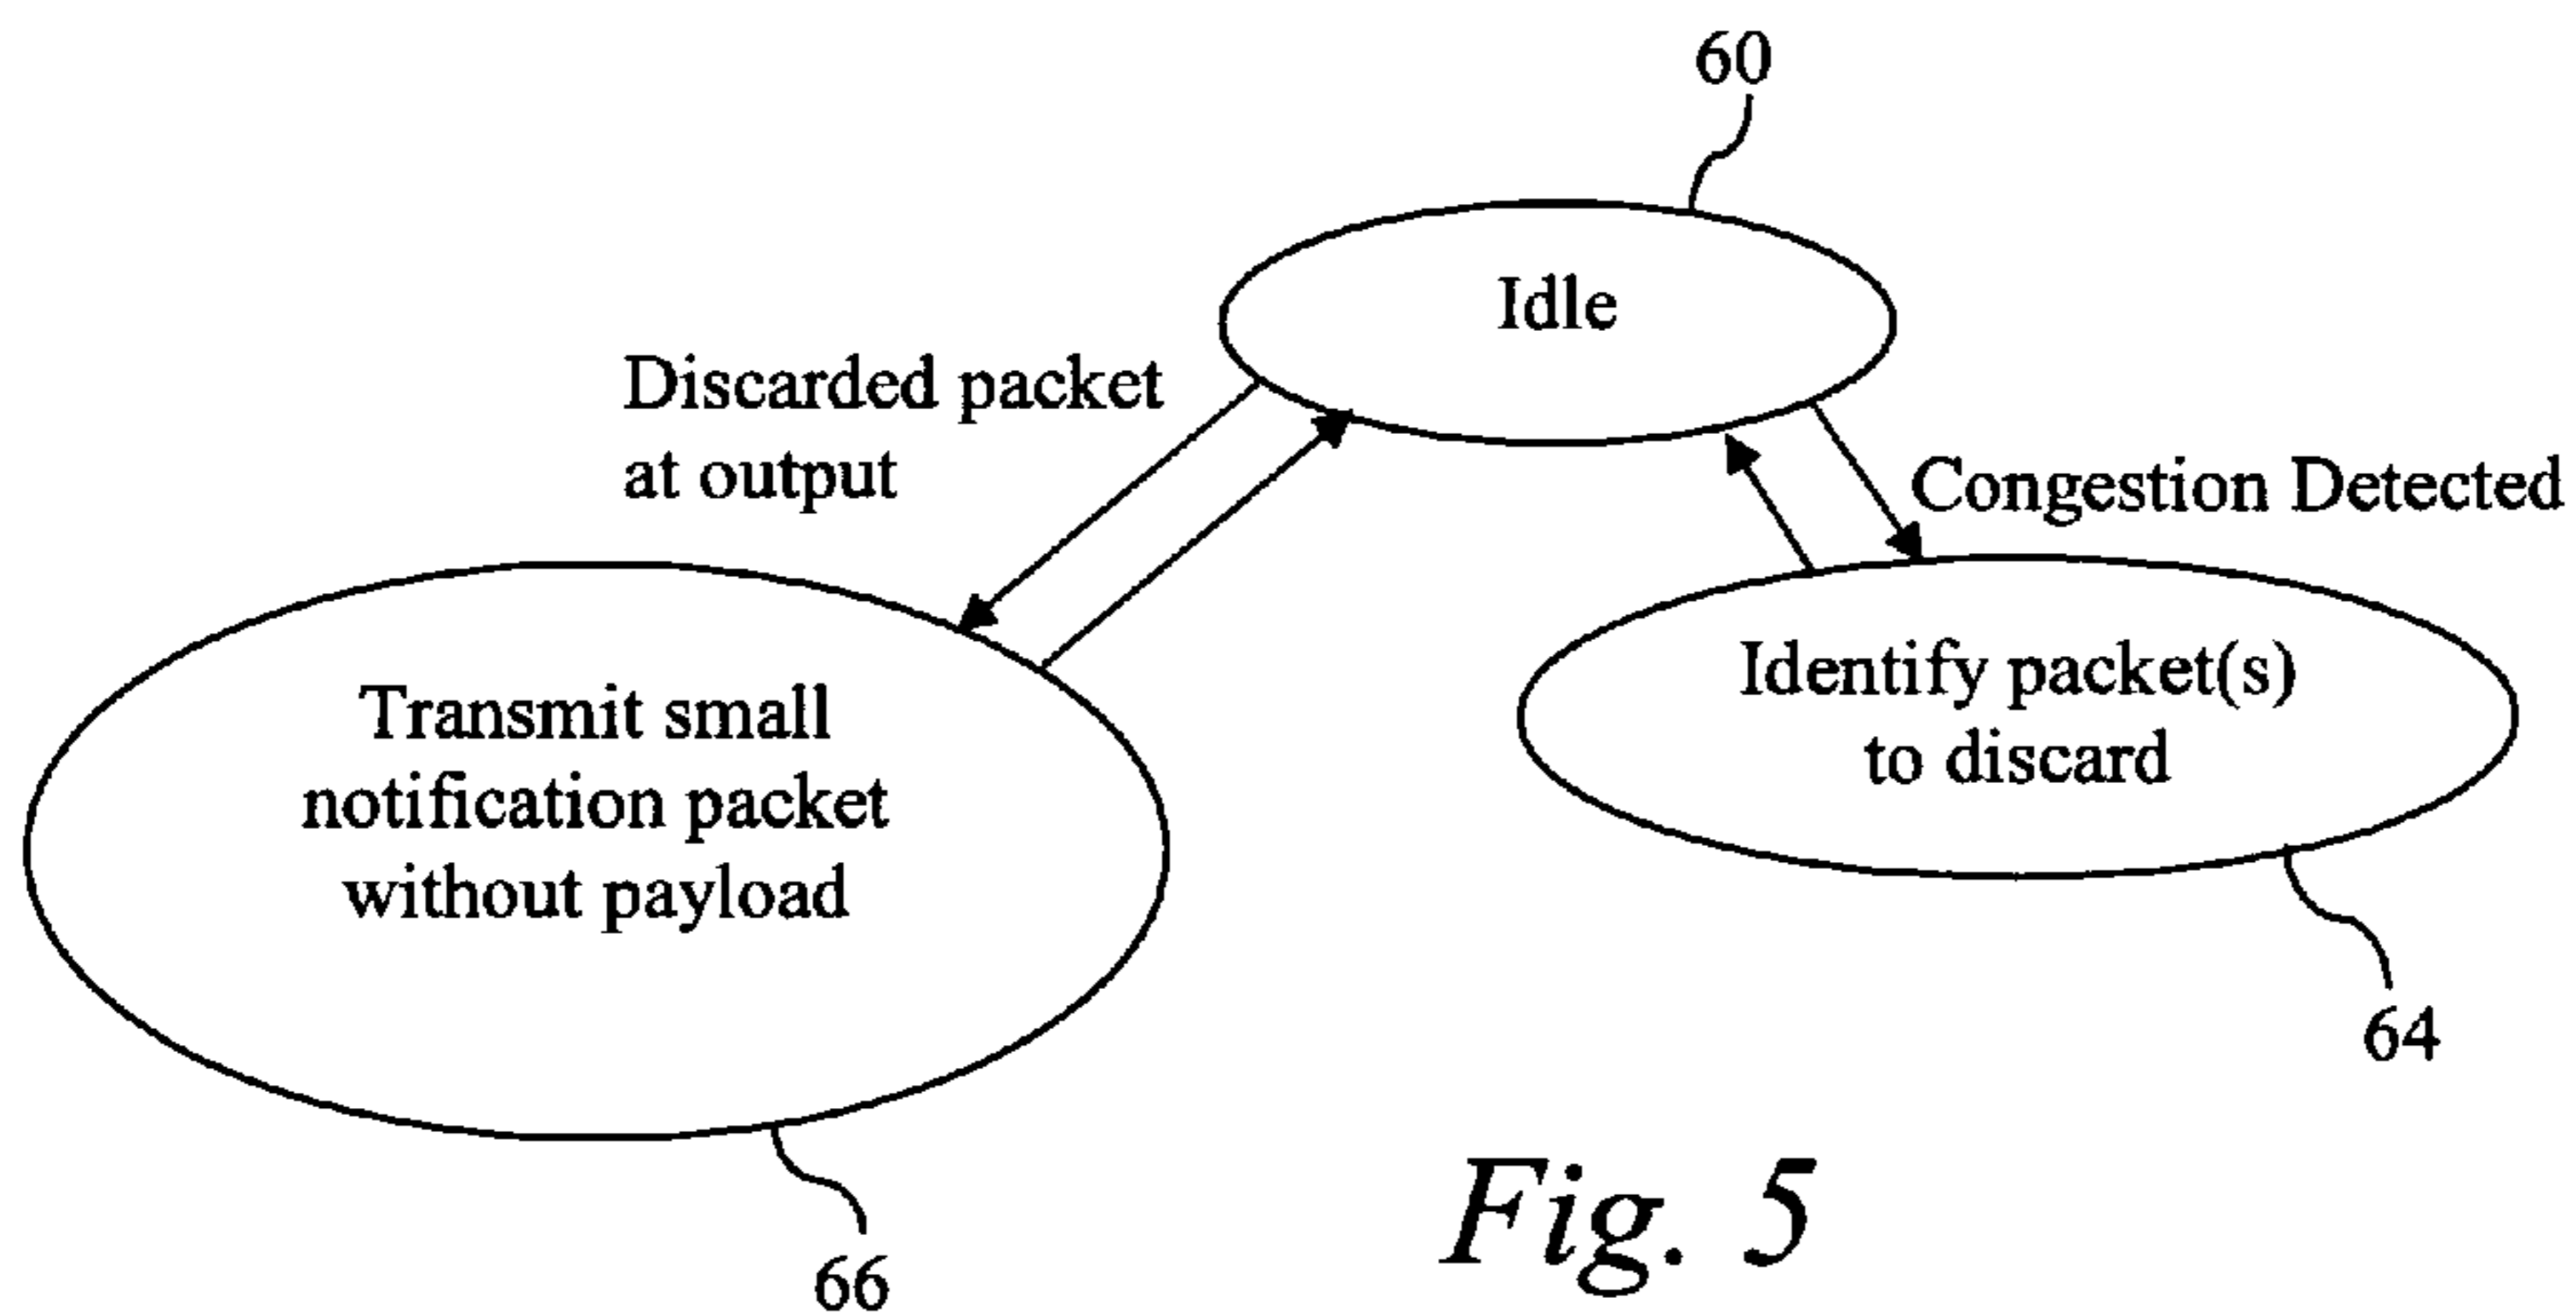 60
Idle
Discarded packet
at output
Congestion Detected
Transmit small
notification packet
without payload
Identify packet(s)
to discard
64
66
Fig. 5